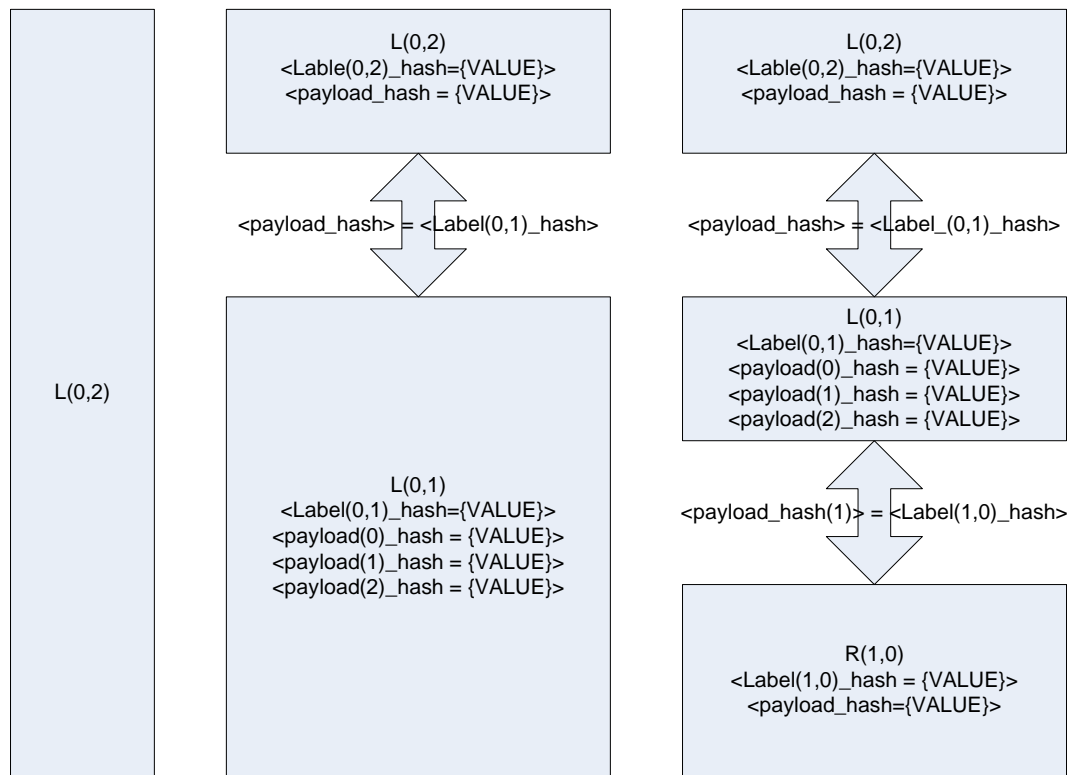 L(0,2)
L(0,2)
<Lable(0,2)_hash={VALUE}>
<payload_hash = {VALUE}>
<payload_hash> = <Label(0,1)_hash>
L(0,1)
<Label(0,1)_hash={VALUE}>
<payload(0)_hash = {VALUE}>
<payload(1)_hash = {VALUE}>
<payload(2)_hash = {VALUE}>
L(0,2)
<Lable(0,2)_hash={VALUE}>
<payload_hash = {VALUE}>
<payload_hash> = <Label_(0,1)_hash>
L(0,1)
<Label(0,1)_hash={VALUE}>
<payload(0)_hash = {VALUE}>
<payload(1)_hash = {VALUE}>
<payload(2)_hash = {VALUE}>
<payload_hash(1)> = <Label(1,0)_hash>
R(1,0)
<Label(1,0)_hash = {VALUE}>
<payload_hash={VALUE}>